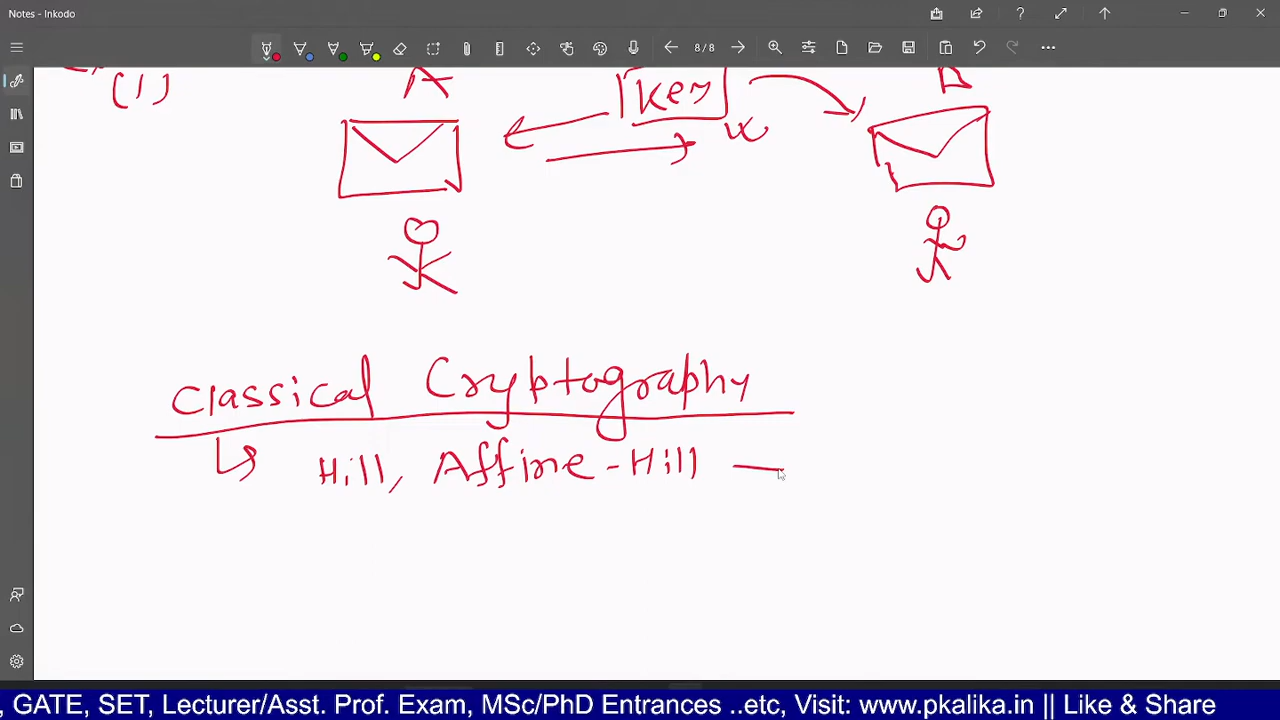 Notes - Inkodo
8/8
(1) A Key B
Classical Cryptography
Hill, Affine-Hill —
, GATE, SET, Lecturer/Asst. Prof. Exam, MSc/PhD Entrances ..etc, Visit: www.pkalika.in || Like & Share